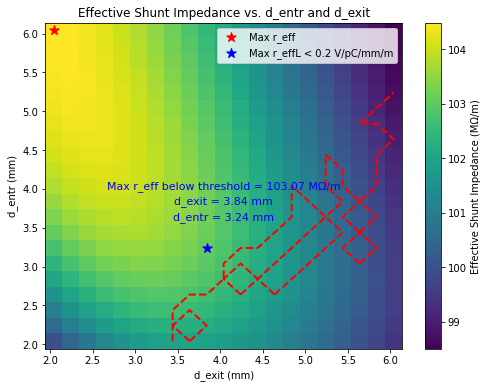 Effective Shunt Impedance vs. d_entr and d_exit
Max r_eff
Max r_effL < 0.2 V/pC/mm/m
Max r_eff below threshold = 103.07 MΩ/m
d_exit = 3.84 mm
d_entr = 3.24 mm
d_entr (mm)
6.0
5.5
5.0
4.5
4.0
3.5
3.0
2.5
2.0
2.0 2.5 3.0 3.5 4.0 4.5 5.0 5.5 6.0
d_exit (mm)
104
103
102
101
100
99
Effective Shunt Impedance (MΩ/mm)